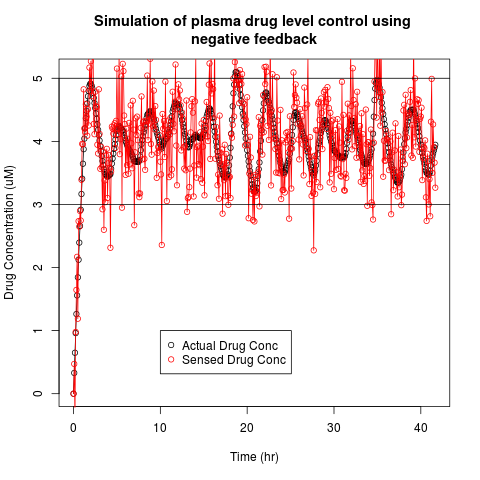 Simulation of plasma drug level control using
negative feedback
Drug Concentration (uM)
5
4
3
2
1
0
Actual Drug Conc
Sensed Drug Conc
0 10 20 30 40
Time (hr)